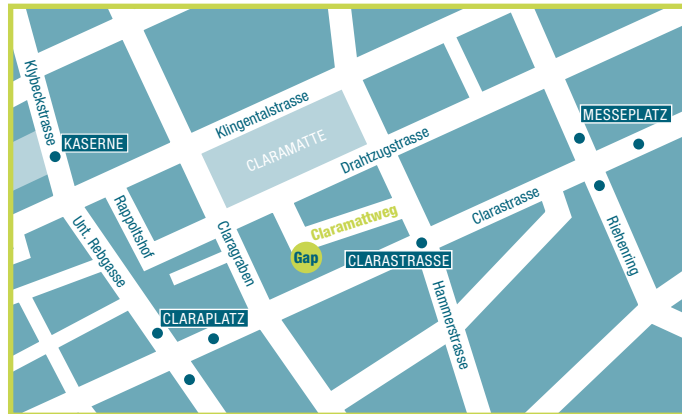 Klybeckstrasse
KASERNE
Klingentalstrasse
CLARAMATTE
Drahtzugstrasse
MESSEPLATZ
Rappoltshof
Unt. Rebgasse
Claragraben
Claramattweg
Gap
Clarastrasse
CLARASTRASSE
Riehenring
Hammerstrasse
CLARAPLATZ